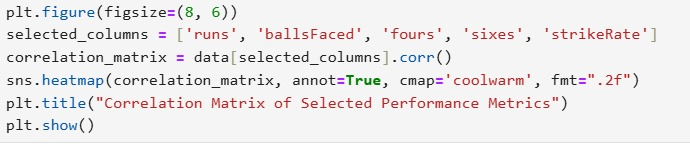 plt.figure(figsize=(8, 6))
selected_columns = ['runs', 'ballsFaced', 'fours', 'sixes', 'strikeRate']
correlation_matrix = data[selected_columns].corr()
sns.heatmap(correlation_matrix, annot=True, cmap='coolwarm', fmt=".2f")
plt.title("Correlation Matrix of Selected Performance Metrics")
plt.show()